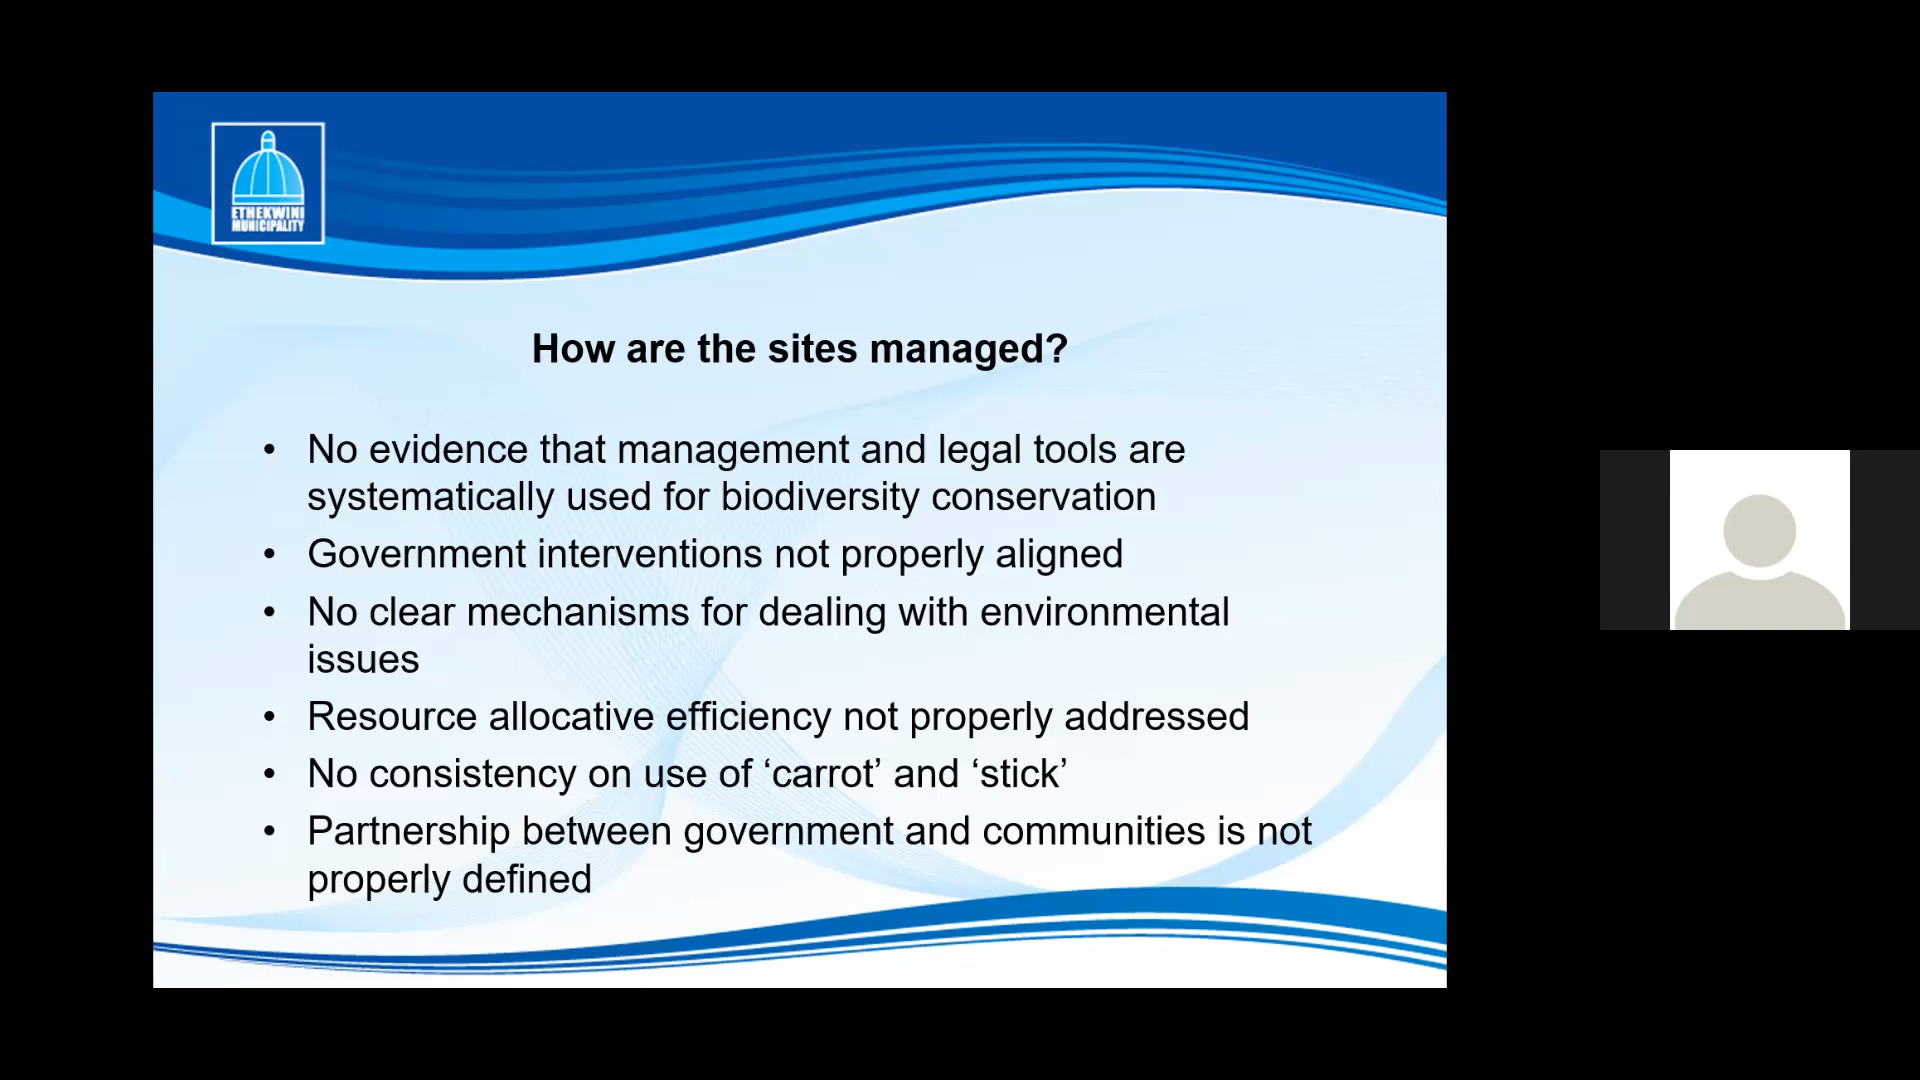 ETHEKWINI
MUNICIPALITY
How are the sites managed?
• No evidence that management and legal tools are
systematically used for biodiversity conservation
• Government interventions not properly aligned
• No clear mechanisms for dealing with environmental
issues
• Resource allocative efficiency not properly addressed
• No consistency on use of ‘carrot’ and ‘stick’
• Partnership between government and communities is not
properly defined